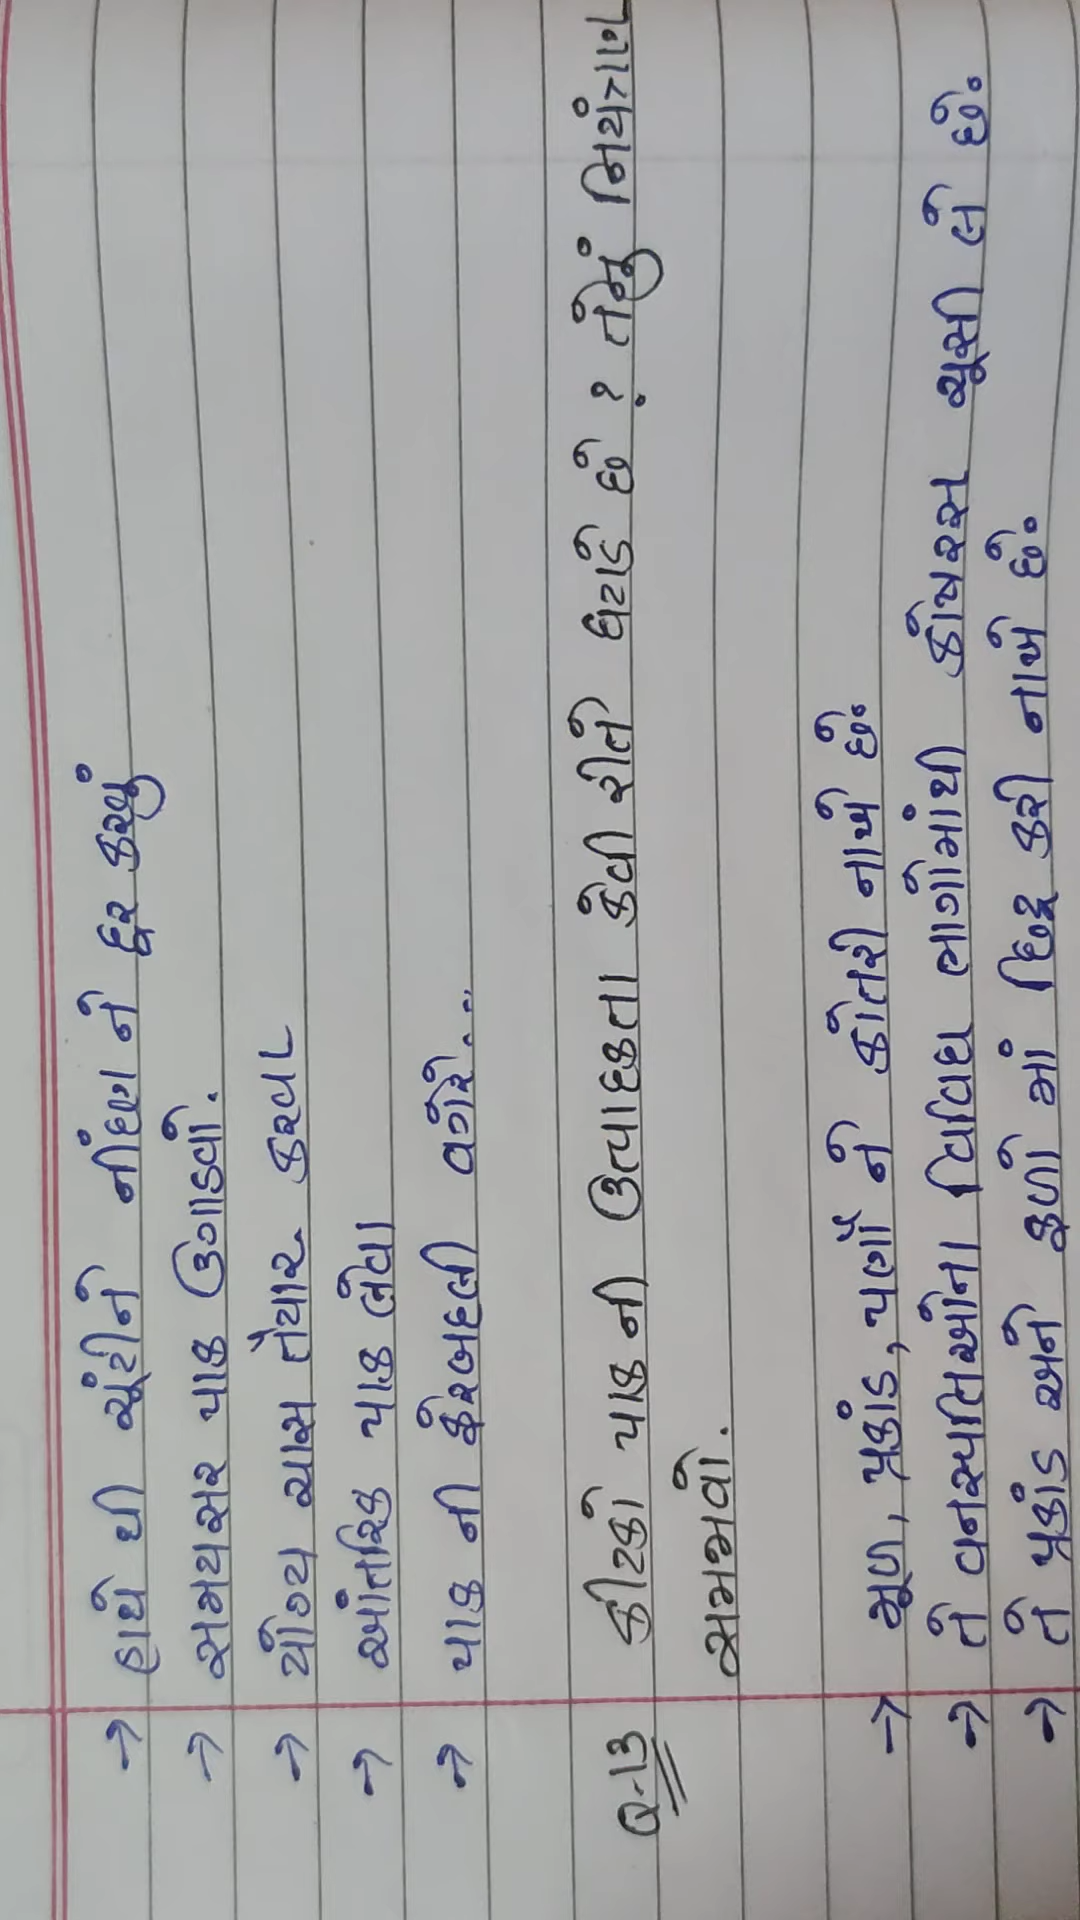 → હાથે થી ચૂંટીને નીંદણ ને દૂર કરવું
→ સમયસર પાક ઉગાડવો.
→ યોગ્ય ચાસ તૈયાર કરવા
→ આંતરિક પાક લેવા
→ પાક ની ફેરબદલી વગેરે...
Q-13 કીટકો પાક ની ઉત્પાદકતા કેવી રીતે ઘટાડે છે ? તેનું નિયંત્રણ
સમજાવો.
→ મૂળ, પ્રકાંડ, પર્ણો ને કોતરી નાખે છે.
→ તે વનસ્પતિઓના વિવિધ ભાગોમાંથી કોષરસ ચૂસી લે છે.
→ તે પ્રકાંડ અને ફળો માં છિદ્ર કરી નાખે છે.